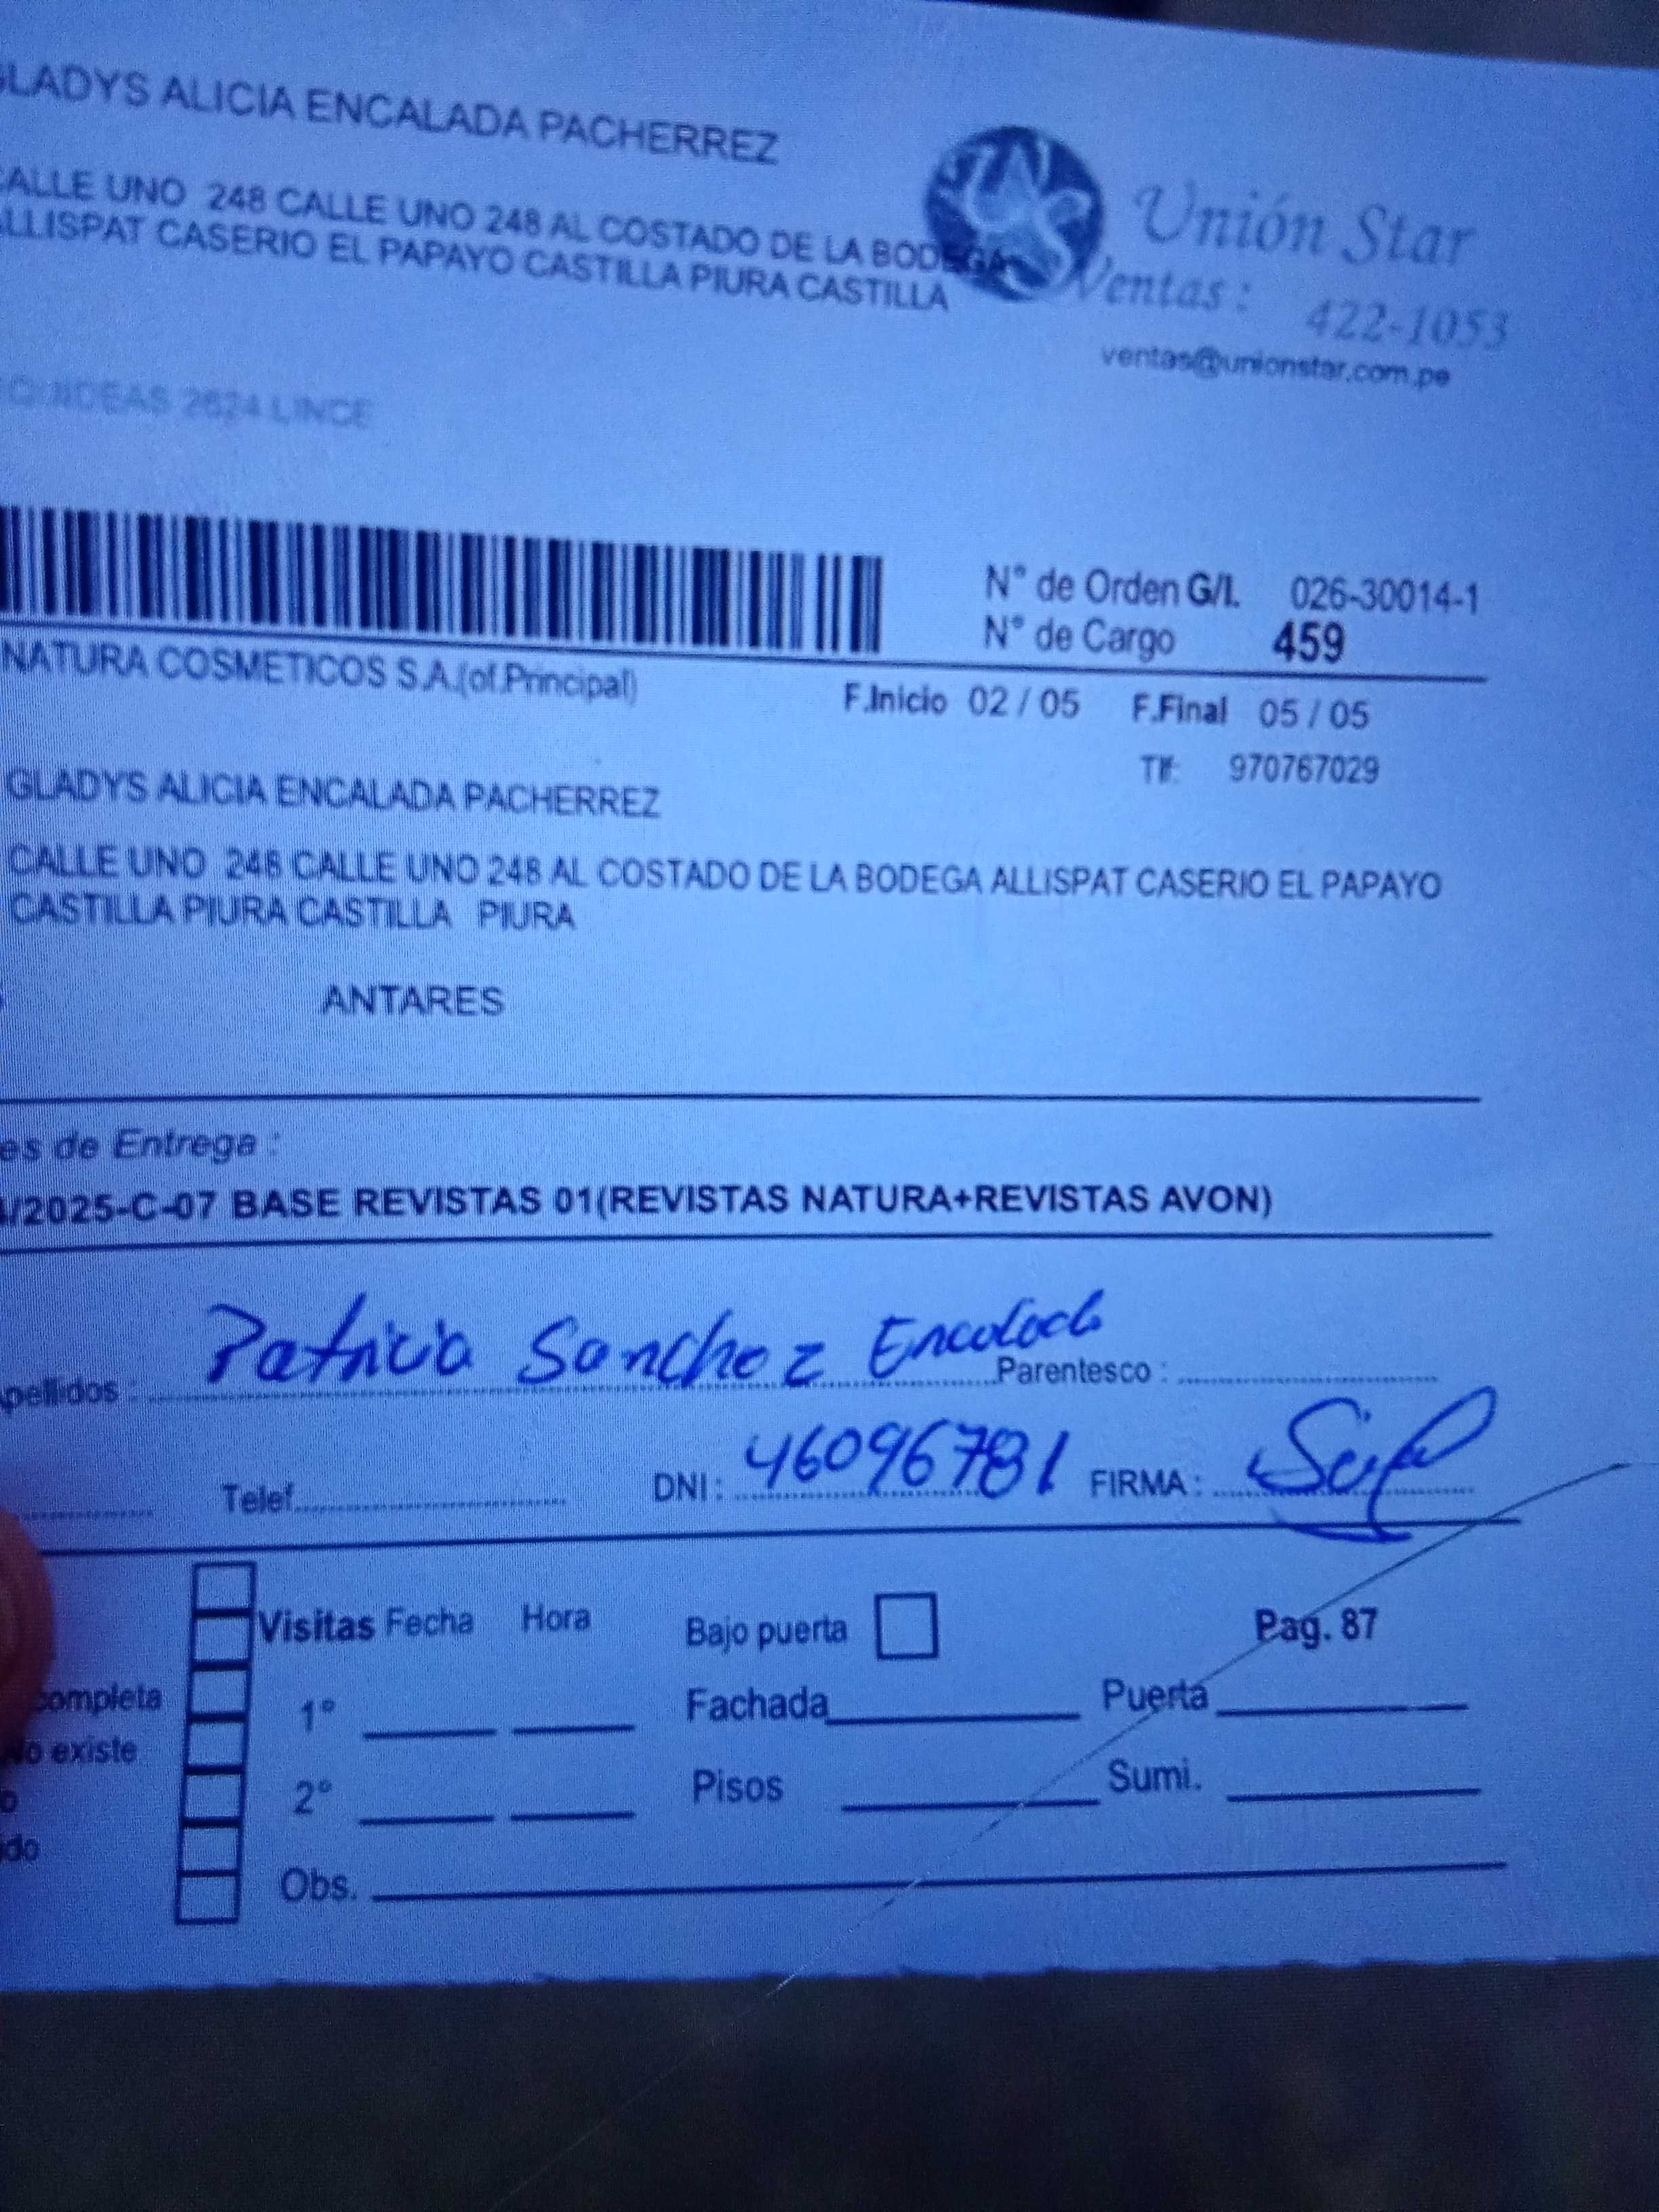 GLADYS ALICIA ENCALADA PACHERREZ
CALLE UNO 248 CALLE UNO 248 AL COSTADO DE LA BODEGA
ALLISPAT CASERIO EL PAPAYO CASTILLA PIURA CASTILLA
Unión Star
Ventas: 422-1053
ventas@unionstar.com.pe
2624 LINCE
N° de Orden G/I. 026-30014-1
N° de Cargo 459
NATURA COSMETICOS S.A.(of.Principal)
F.Inicio 02 / 05 F.Final 05 / 05
Tlf: 970767029
GLADYS ALICIA ENCALADA PACHERREZ
CALLE UNO 248 CALLE UNO 248 AL COSTADO DE LA BODEGA ALLISPAT CASERIO EL PAPAYO
CASTILLA PIURA CASTILLA PIURA
ANTARES
es de Entrega :
/2025-C-07 BASE REVISTAS 01(REVISTAS NATURA+REVISTAS AVON)
pellidos : Patricia Sanchez Encalada Parentesco :
Telef. DNI : 46096781 FIRMA :
Visitas Fecha Hora Bajo puerta Pag. 87
completa 1° Fachada Puerta
No existe
2° Pisos Sumi.
do
Obs.